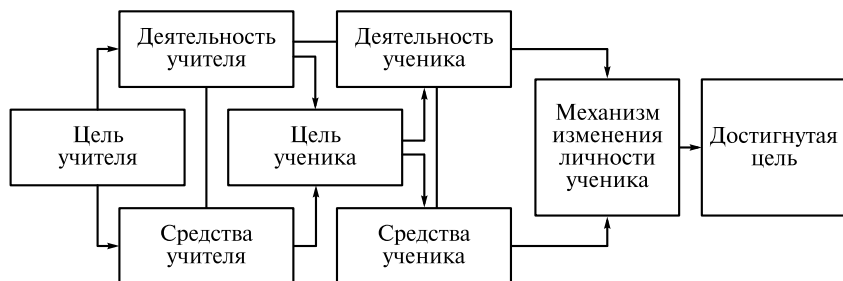 Деятельность
учителя
Деятельность
ученика
Цель
учителя
Цель
ученика
Механизм
изменения
личности
ученика
Достигнутая
цель
Средства
учителя
Средства
ученика